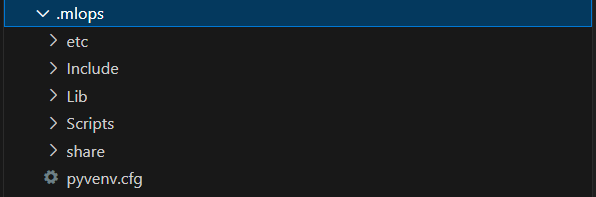 .mlops
etc
Include
Lib
Scripts
share
pyvenv.cfg